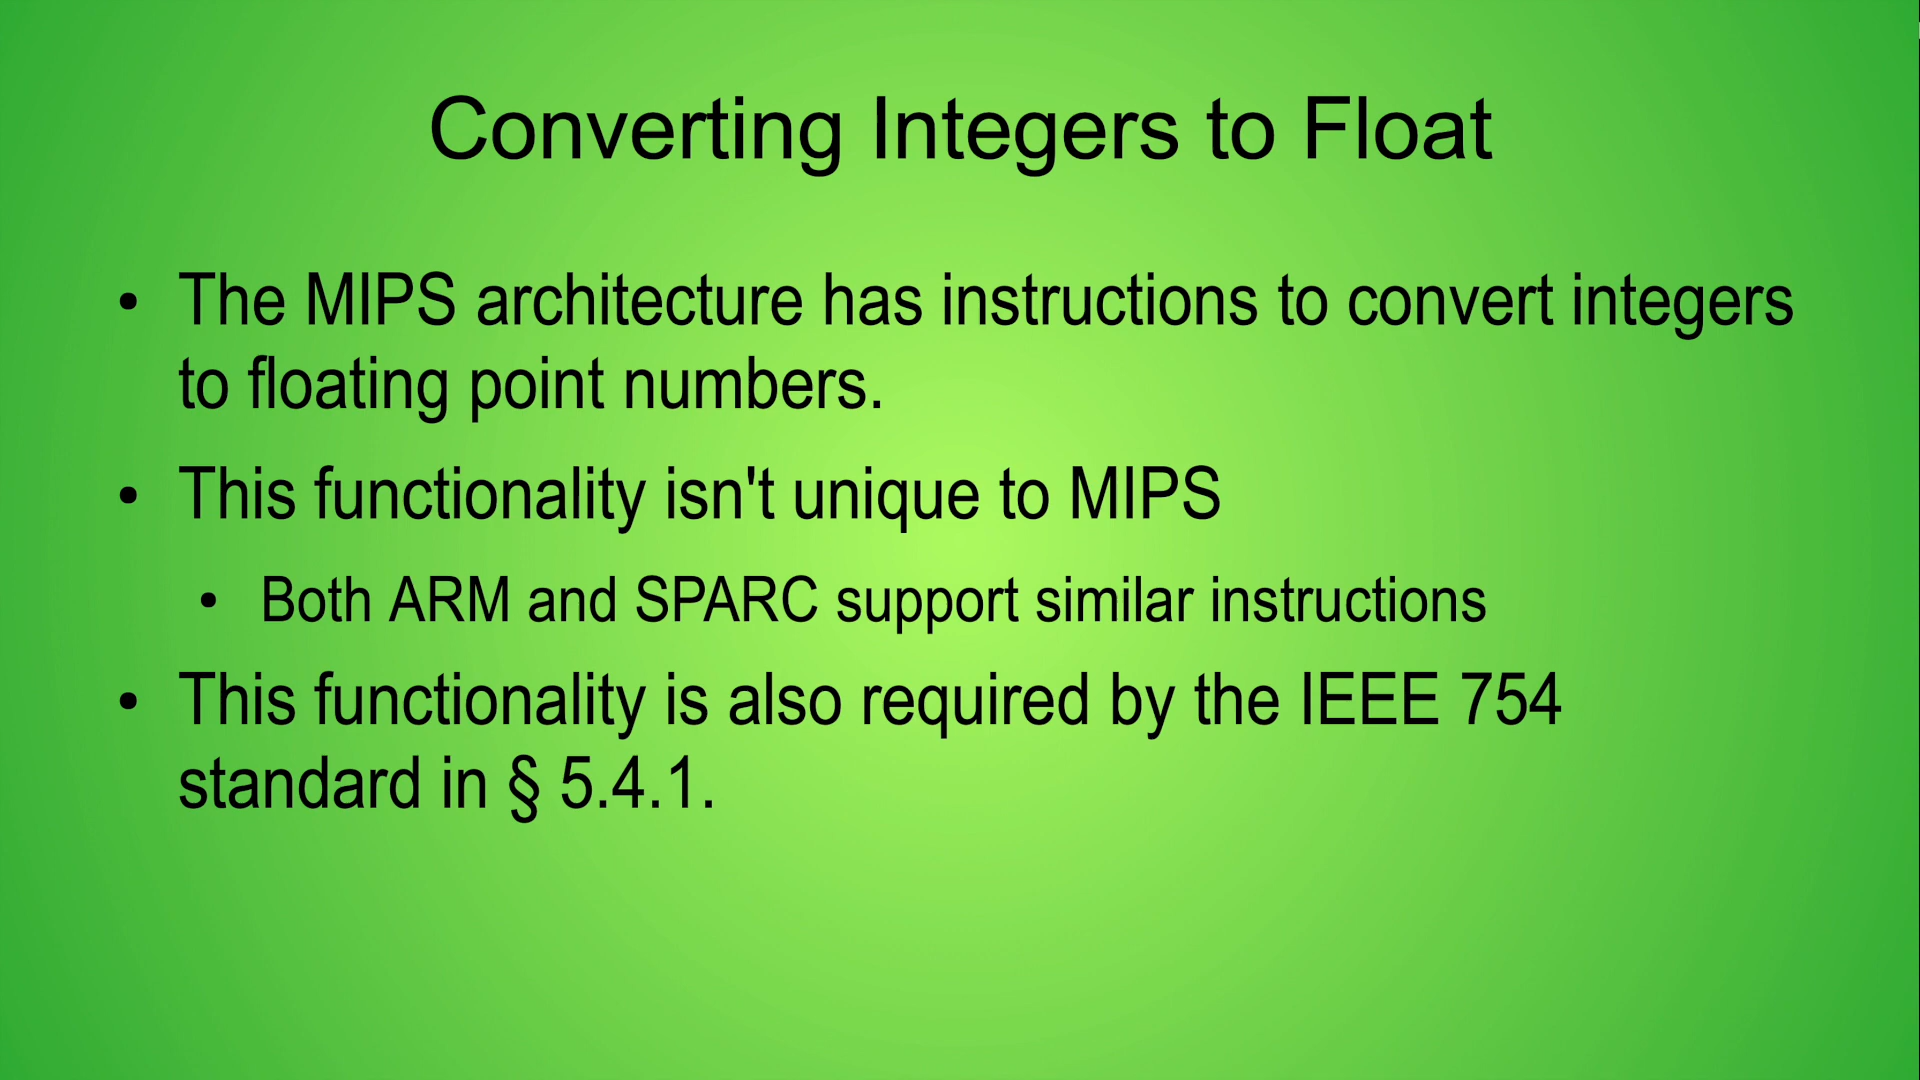 Converting Integers to Float
• The MIPS architecture has instructions to convert integers
to floating point numbers.
• This functionality isn't unique to MIPS
• Both ARM and SPARC support similar instructions
• This functionality is also required by the IEEE 754
standard in § 5.4.1.